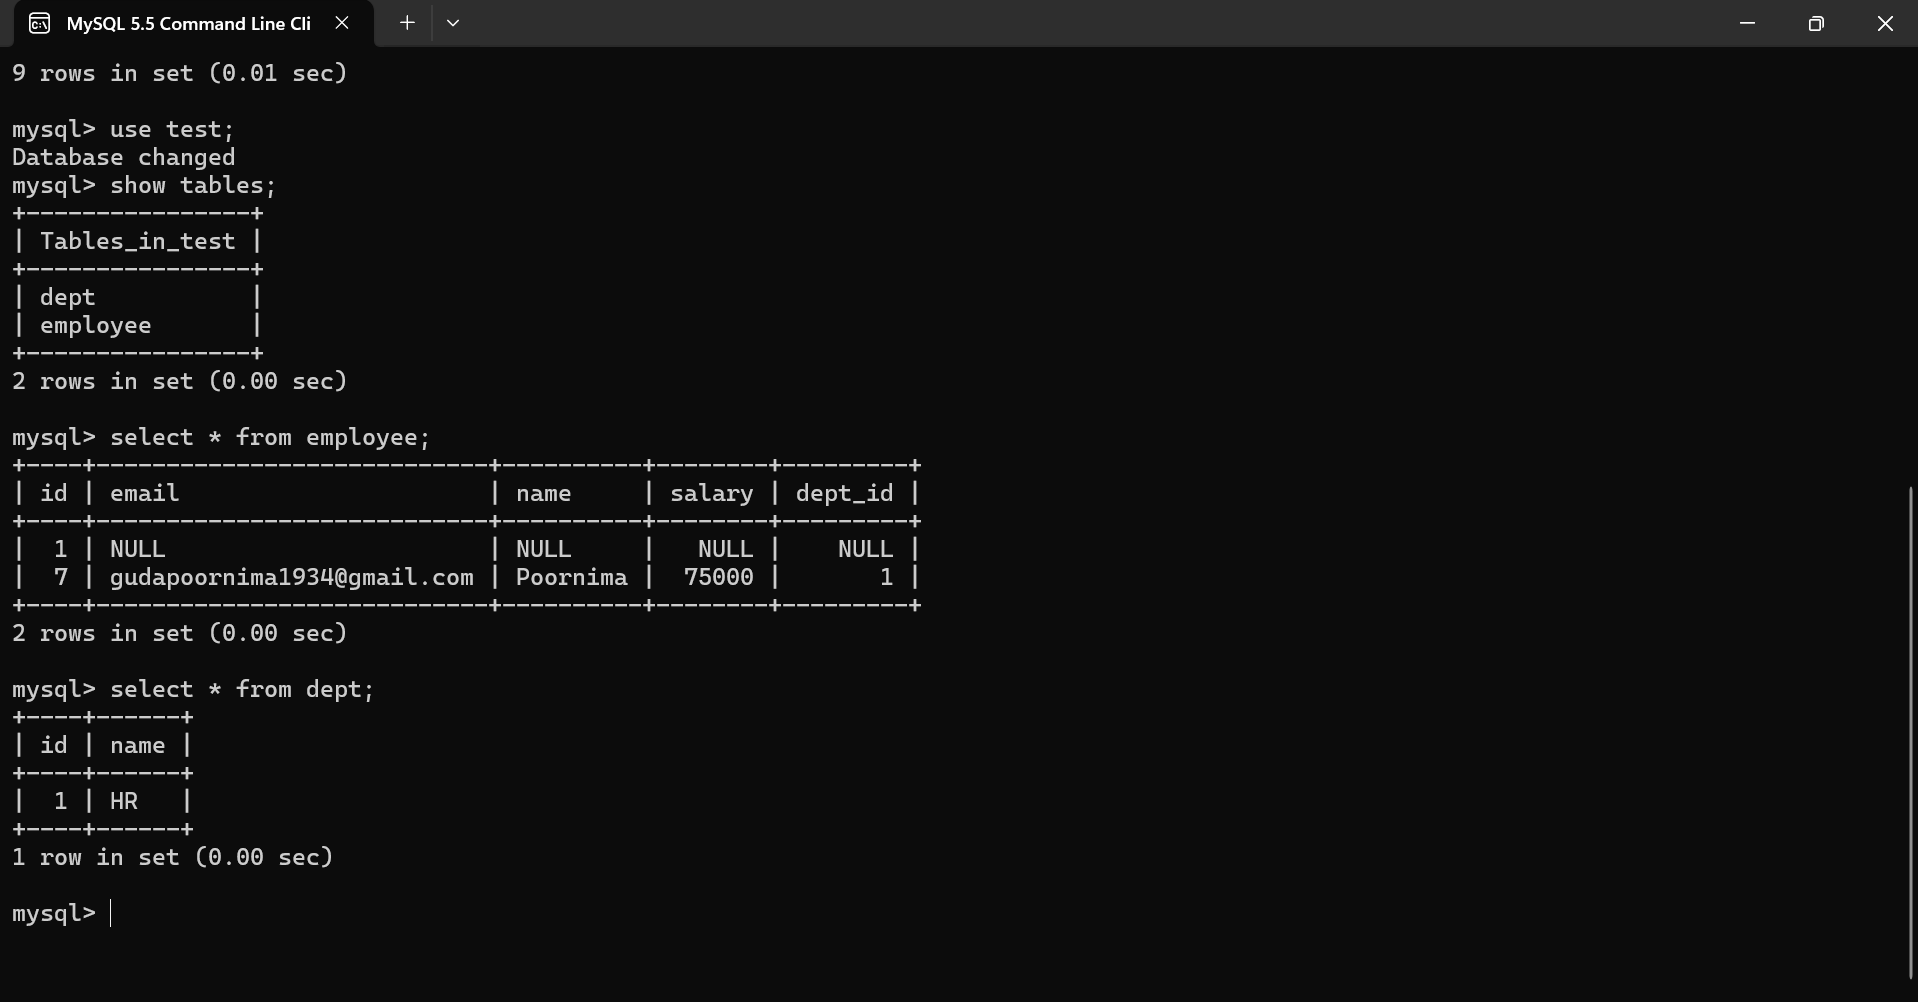 MySQL 5.5 Command Line Cli
9 rows in set (0.01 sec)
mysql> use test;
Database changed
mysql> show tables;
+----------------+
| Tables_in_test |
+----------------+
| dept           |
| employee       |
+----------------+
2 rows in set (0.00 sec)
mysql> select * from employee;
+----+----------------------------+----------+--------+---------+
| id | email                      | name     | salary | dept_id |
+----+----------------------------+----------+--------+---------+
|  1 | NULL                       | NULL     |   NULL |    NULL |
|  7 | gudapoornima1934@gmail.com | Poornima |  75000 |       1 |
+----+----------------------------+----------+--------+---------+
2 rows in set (0.00 sec)
mysql> select * from dept;
+----+------+
| id | name |
+----+------+
|  1 | HR   |
+----+------+
1 row in set (0.00 sec)
mysql>